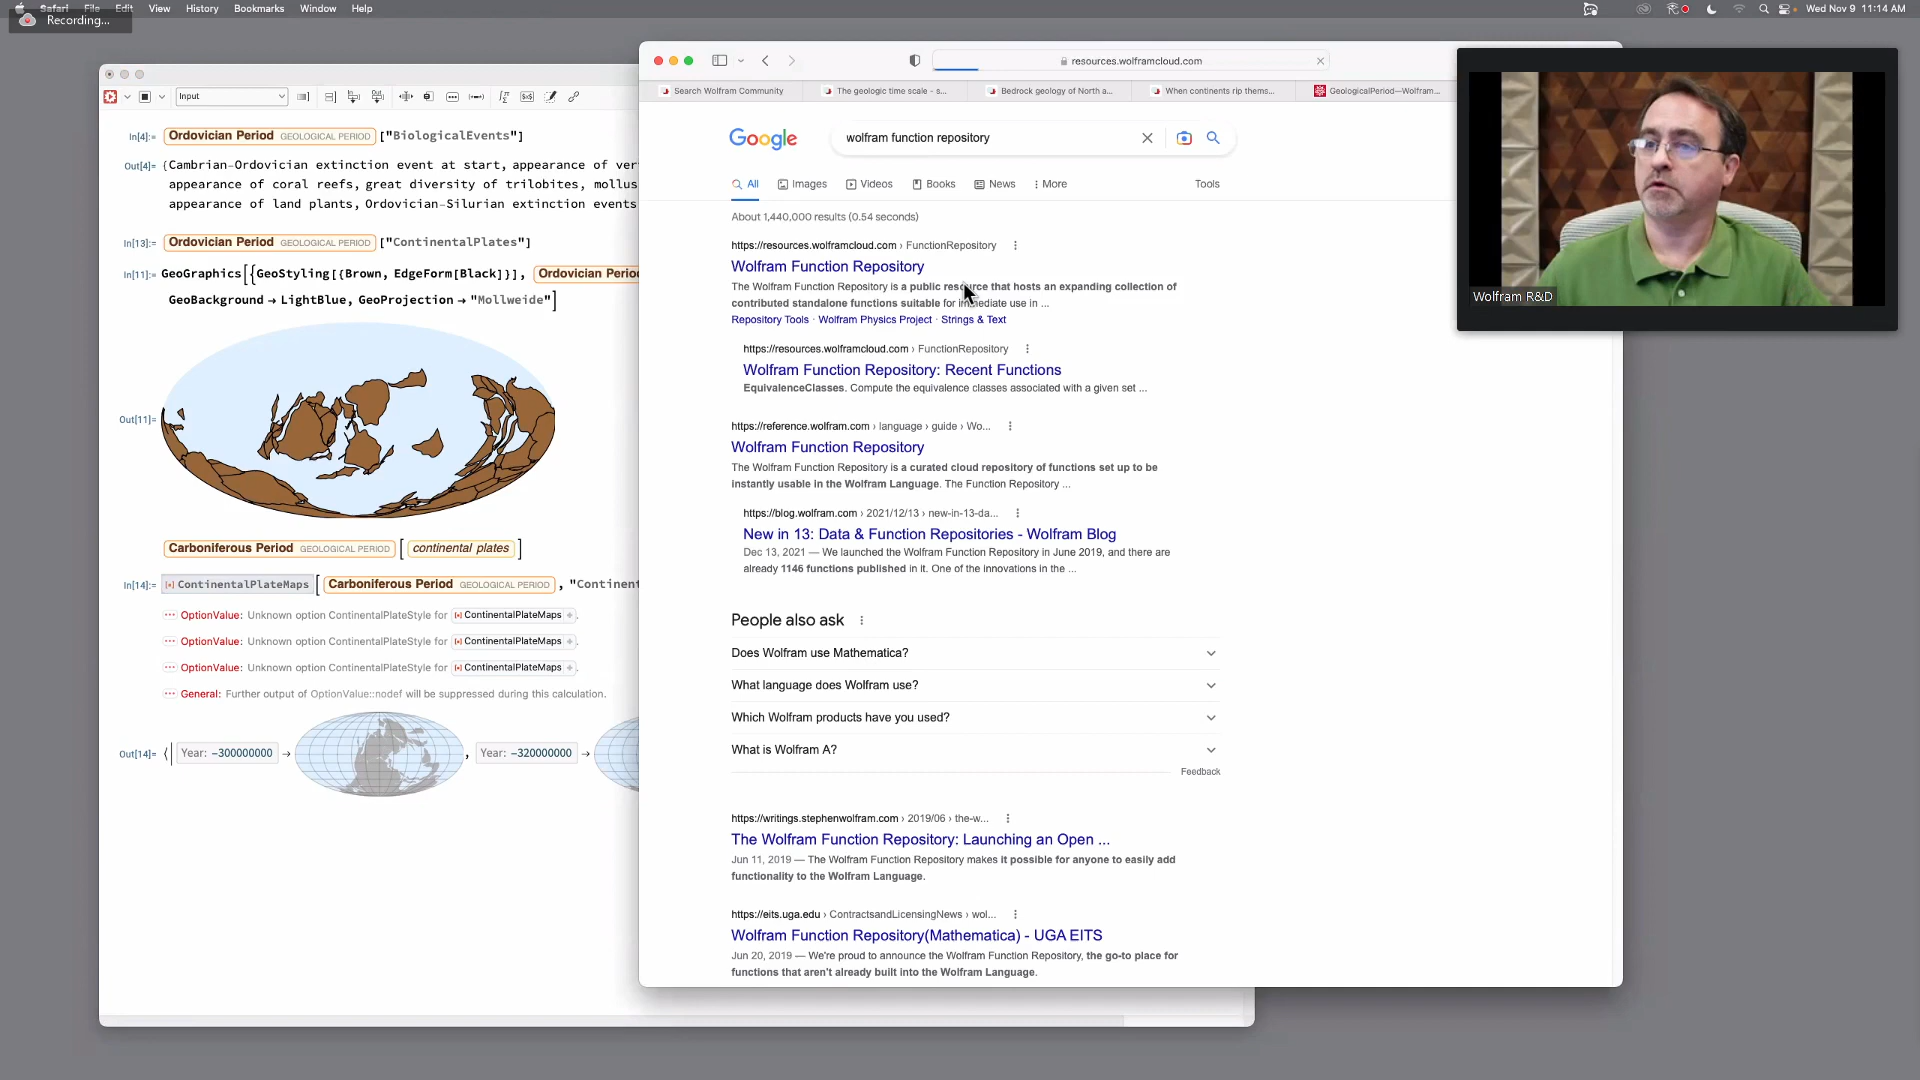 Safari File Edit View History Bookmarks Window Help
Wed Nov 9 11:14 AM
Recording...
Input
In[4]:= Ordovician Period GEOLOGICAL PERIOD ["BiologicalEvents"]
Out[4]= {Cambrian–Ordovician extinction event at start, appearance of ver
appearance of coral reefs, great diversity of trilobites, mollus
appearance of land plants, Ordovician–Silurian extinction events
In[13]:= Ordovician Period GEOLOGICAL PERIOD ["ContinentalPlates"]
In[11]:= GeoGraphics[{GeoStyling[{Brown, EdgeForm[Black]}], Ordovician Perio
GeoBackground → LightBlue, GeoProjection → "Mollweide"]
Out[11]=
Carboniferous Period GEOLOGICAL PERIOD [ continental plates ]
In[14]:= ContinentalPlateMaps [ Carboniferous Period GEOLOGICAL PERIOD , "Continent
OptionValue: Unknown option ContinentalPlateStyle for ContinentalPlateMaps + .
OptionValue: Unknown option ContinentalPlateStyle for ContinentalPlateMaps + .
OptionValue: Unknown option ContinentalPlateStyle for ContinentalPlateMaps + .
General: Further output of OptionValue::nodef will be suppressed during this calculation.
Out[14]= ⟨| Year: −300000000 → , Year: −320000000 →
resources.wolframcloud.com
Search Wolfram Community
The geologic time scale - s...
Bedrock geology of North a...
When continents rip thems...
GeologicalPeriod—Wolfram...
Google
wolfram function repository
All Images Videos Books News More Tools
About 1,440,000 results (0.54 seconds)
https://resources.wolframcloud.com › FunctionRepository
Wolfram Function Repository
The Wolfram Function Repository is a public resource that hosts an expanding collection of
contributed standalone functions suitable for immediate use in ...
Repository Tools · Wolfram Physics Project · Strings & Text
https://resources.wolframcloud.com › FunctionRepository
Wolfram Function Repository: Recent Functions
EquivalenceClasses. Compute the equivalence classes associated with a given set ...
https://reference.wolfram.com › language › guide › Wo...
Wolfram Function Repository
The Wolfram Function Repository is a curated cloud repository of functions set up to be
instantly usable in the Wolfram Language. The Function Repository ...
https://blog.wolfram.com › 2021/12/13 › new-in-13-da...
New in 13: Data & Function Repositories - Wolfram Blog
Dec 13, 2021 — We launched the Wolfram Function Repository in June 2019, and there are
already 1146 functions published in it. One of the innovations in the ...
People also ask
Does Wolfram use Mathematica?
What language does Wolfram use?
Which Wolfram products have you used?
What is Wolfram A?
Feedback
https://writings.stephenwolfram.com › 2019/06 › the-w...
The Wolfram Function Repository: Launching an Open ...
Jun 11, 2019 — The Wolfram Function Repository makes it possible for anyone to easily add
functionality to the Wolfram Language.
https://eits.uga.edu › ContractsandLicensingNews › wol...
Wolfram Function Repository(Mathematica) - UGA EITS
Jun 20, 2019 — We're proud to announce the Wolfram Function Repository, the go-to place for
functions that aren't already built into the Wolfram Language.
Wolfram R&D